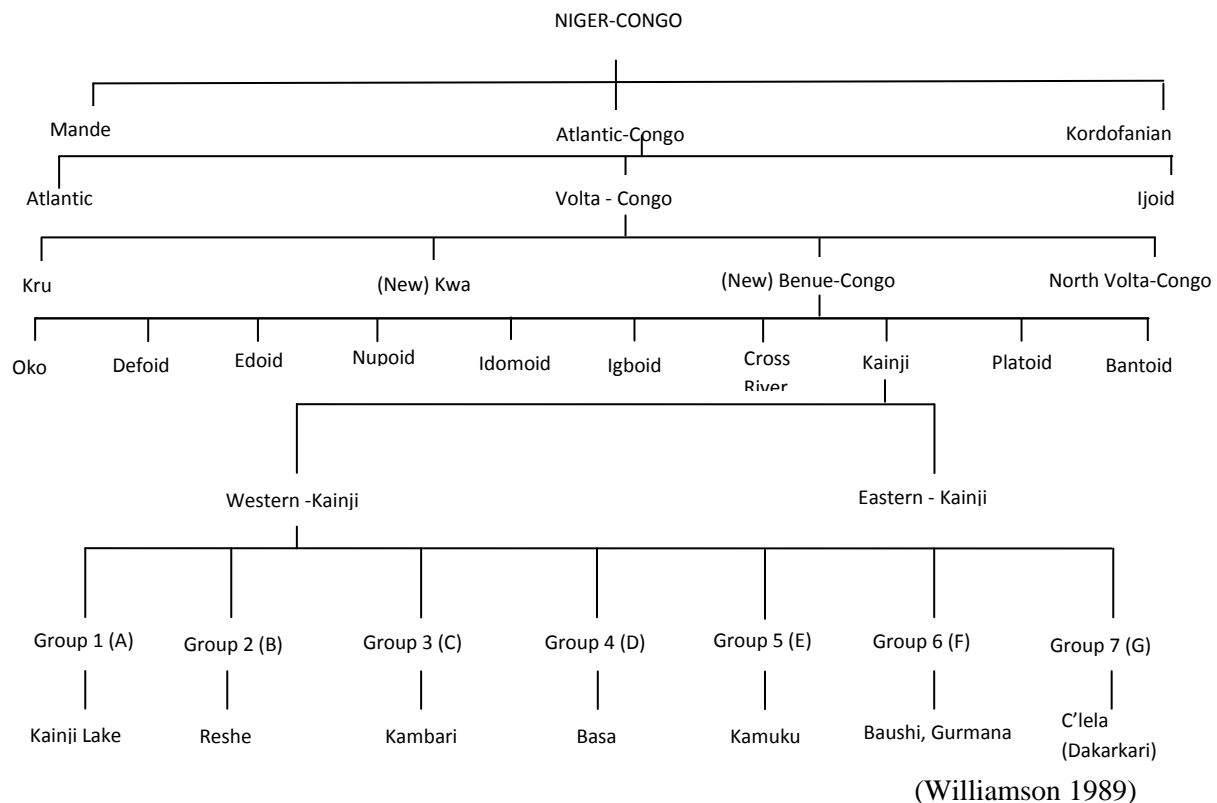 NIGER-CONGO
Mande Atlantic-Congo Kordofanian
Atlantic Volta - Congo Ijoid
Kru (New) Kwa (New) Benue-Congo North Volta-Congo
Oko Defoid Edoid Nupoid Idomoid Igboid Cross River Kainji Platoid Bantoid
Western -Kainji Eastern - Kainji
Group 1 (A) Group 2 (B) Group 3 (C) Group 4 (D) Group 5 (E) Group 6 (F) Group 7 (G)
Kainji Lake Reshe Kambari Basa Kamuku Baushi, Gurmana C'lela (Dakarkari)
(Williamson 1989)